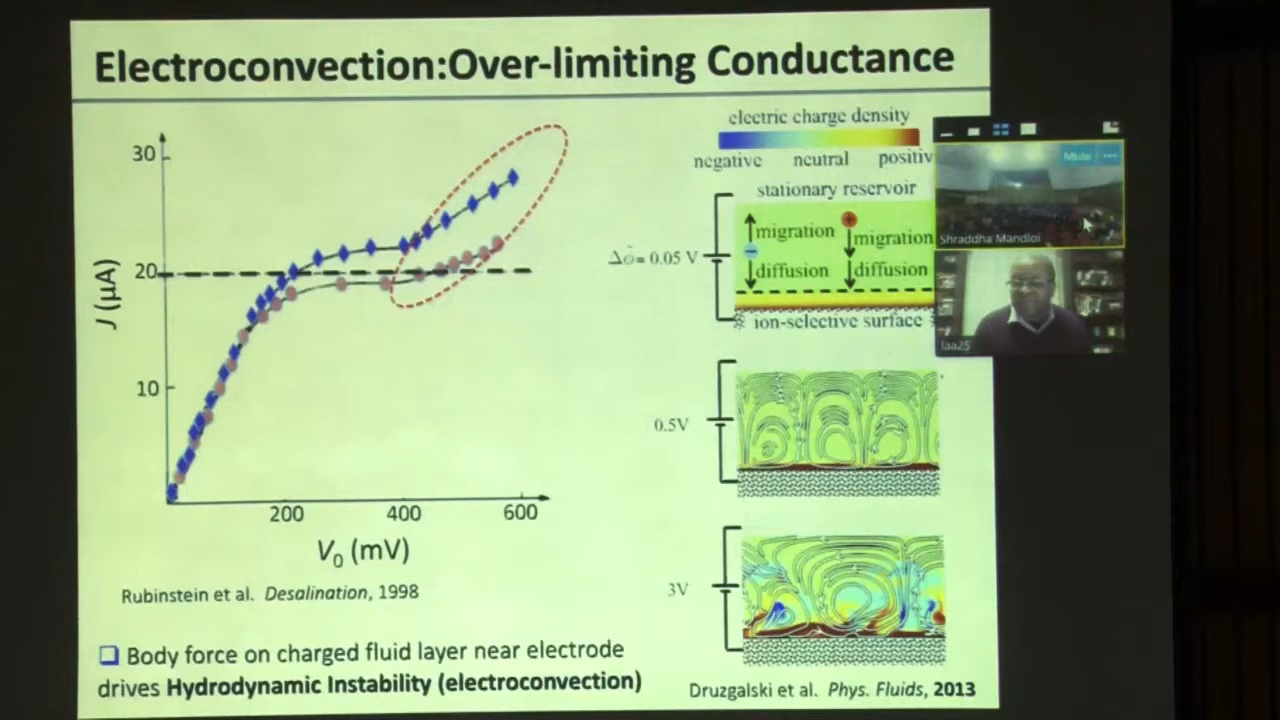 Electroconvection:Over-limiting Conductance
30
20
10
J (μA)
200
400
600
V0 (mV)
Rubinstein et al. Desalination, 1998
❑ Body force on charged fluid layer near electrode
drives Hydrodynamic Instability (electroconvection)
electric charge density
negative neutral positiv
stationary reservoir
migration
migration
diffusion
diffusion
= 0.05 V
ion-selective surface
0.5V
3V
Druzgalski et al. Phys. Fluids, 2013
Mute
Shraddha Mandloi
laa25